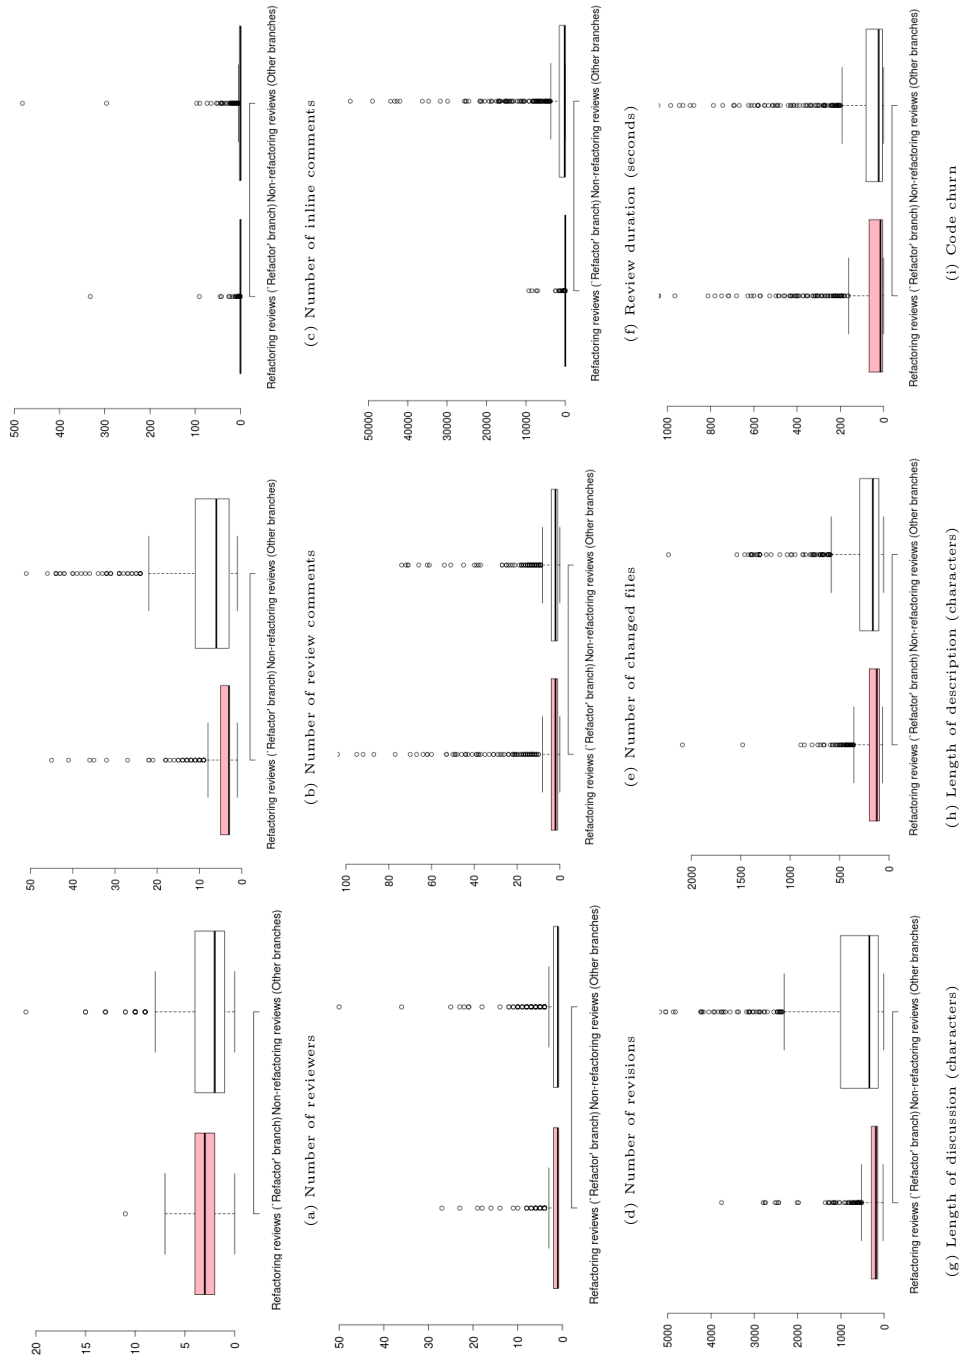 20
15
10
5
0
Refactoring reviews (`Refactor' branch) Non-refactoring reviews (Other branches)
(a) Number of reviewers
50
40
30
20
10
0
Refactoring reviews (`Refactor' branch) Non-refactoring reviews (Other branches)
(b) Number of review comments
500
400
300
200
100
0
Refactoring reviews (`Refactor' branch) Non-refactoring reviews (Other branches)
(c) Number of inline comments
50
40
30
20
10
0
Refactoring reviews (`Refactor' branch) Non-refactoring reviews (Other branches)
(d) Number of revisions
100
80
60
40
20
0
Refactoring reviews (`Refactor' branch) Non-refactoring reviews (Other branches)
(e) Number of changed files
50000
40000
30000
20000
10000
0
Refactoring reviews (`Refactor' branch) Non-refactoring reviews (Other branches)
(f) Review duration (seconds)
5000
4000
3000
2000
1000
0
Refactoring reviews (`Refactor' branch) Non-refactoring reviews (Other branches)
(g) Length of discussion (characters)
2000
1500
1000
500
0
Refactoring reviews (`Refactor' branch) Non-refactoring reviews (Other branches)
(h) Length of description (characters)
1000
800
600
400
200
0
Refactoring reviews (`Refactor' branch) Non-refactoring reviews (Other branches)
(i) Code churn